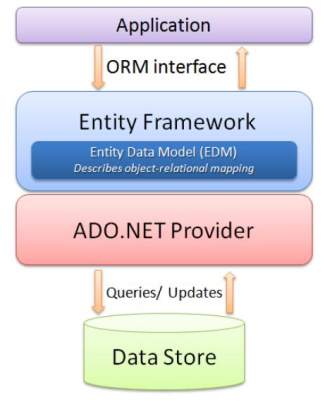 Application
ORM interface
Entity Framework
Entity Data Model (EDM)
Describes object-relational mapping
ADO.NET Provider
Queries/ Updates
Data Store